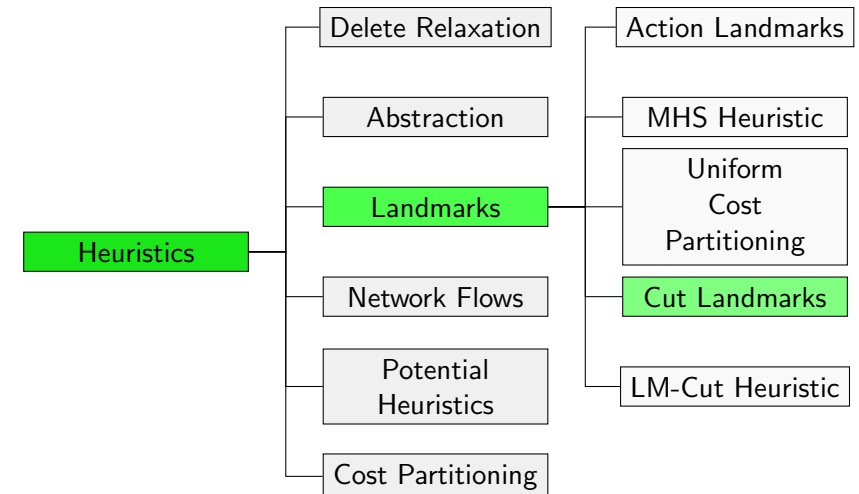 Heuristics
Delete Relaxation
Abstraction
Landmarks
Network Flows
Potential
Heuristics
Cost Partitioning
Action Landmarks
MHS Heuristic
Uniform
Cost
Partitioning
Cut Landmarks
LM-Cut Heuristic